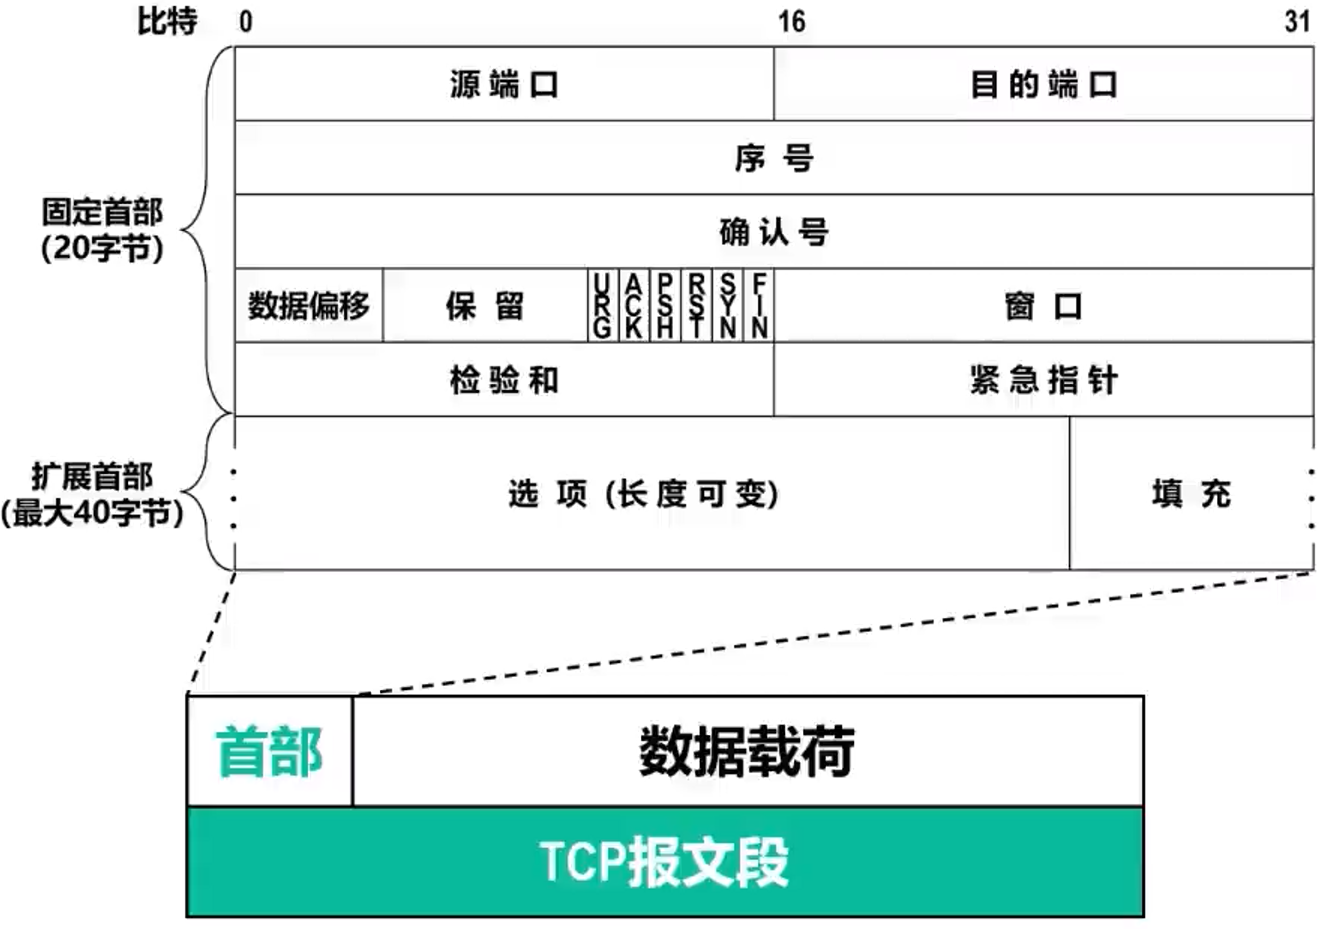 比特 0 16 31
源端口 目的端口
序号
确认号
固定首部
(20字节)
数据偏移 保留 URG ACK PSH RST SYN FIN 窗口
检验和 紧急指针
扩展首部
(最大40字节)
选项 (长度可变) 填充
首部 数据载荷
TCP报文段